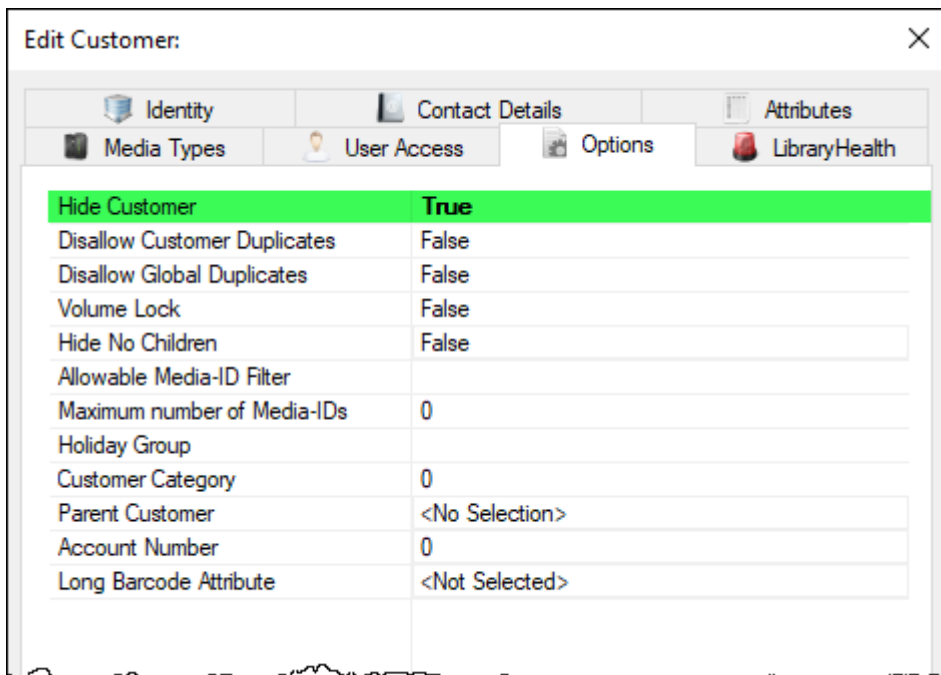 Edit Customer:
Identity Contact Details Attributes
Media Types User Access Options LibraryHealth
Hide Customer True
Disallow Customer Duplicates False
Disallow Global Duplicates False
Volume Lock False
Hide No Children False
Allowable Media-ID Filter
Maximum number of Media-IDs 0
Holiday Group
Customer Category 0
Parent Customer <No Selection>
Account Number 0
Long Barcode Attribute <Not Selected>